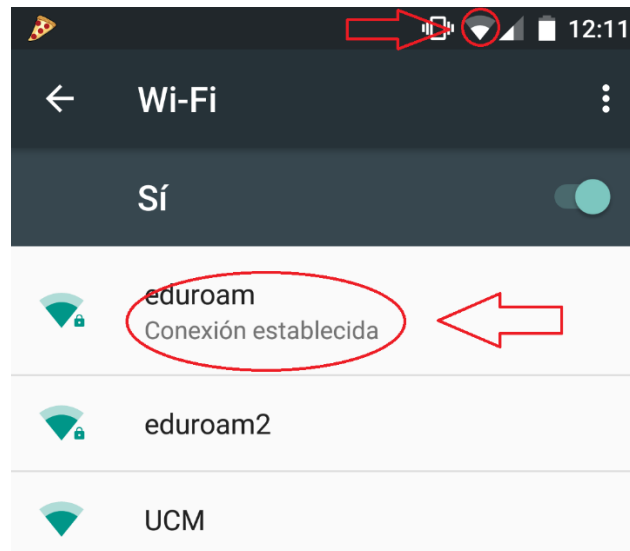 12:11
Wi-Fi
Sí
eduroam
Conexión establecida
eduroam2
UCM